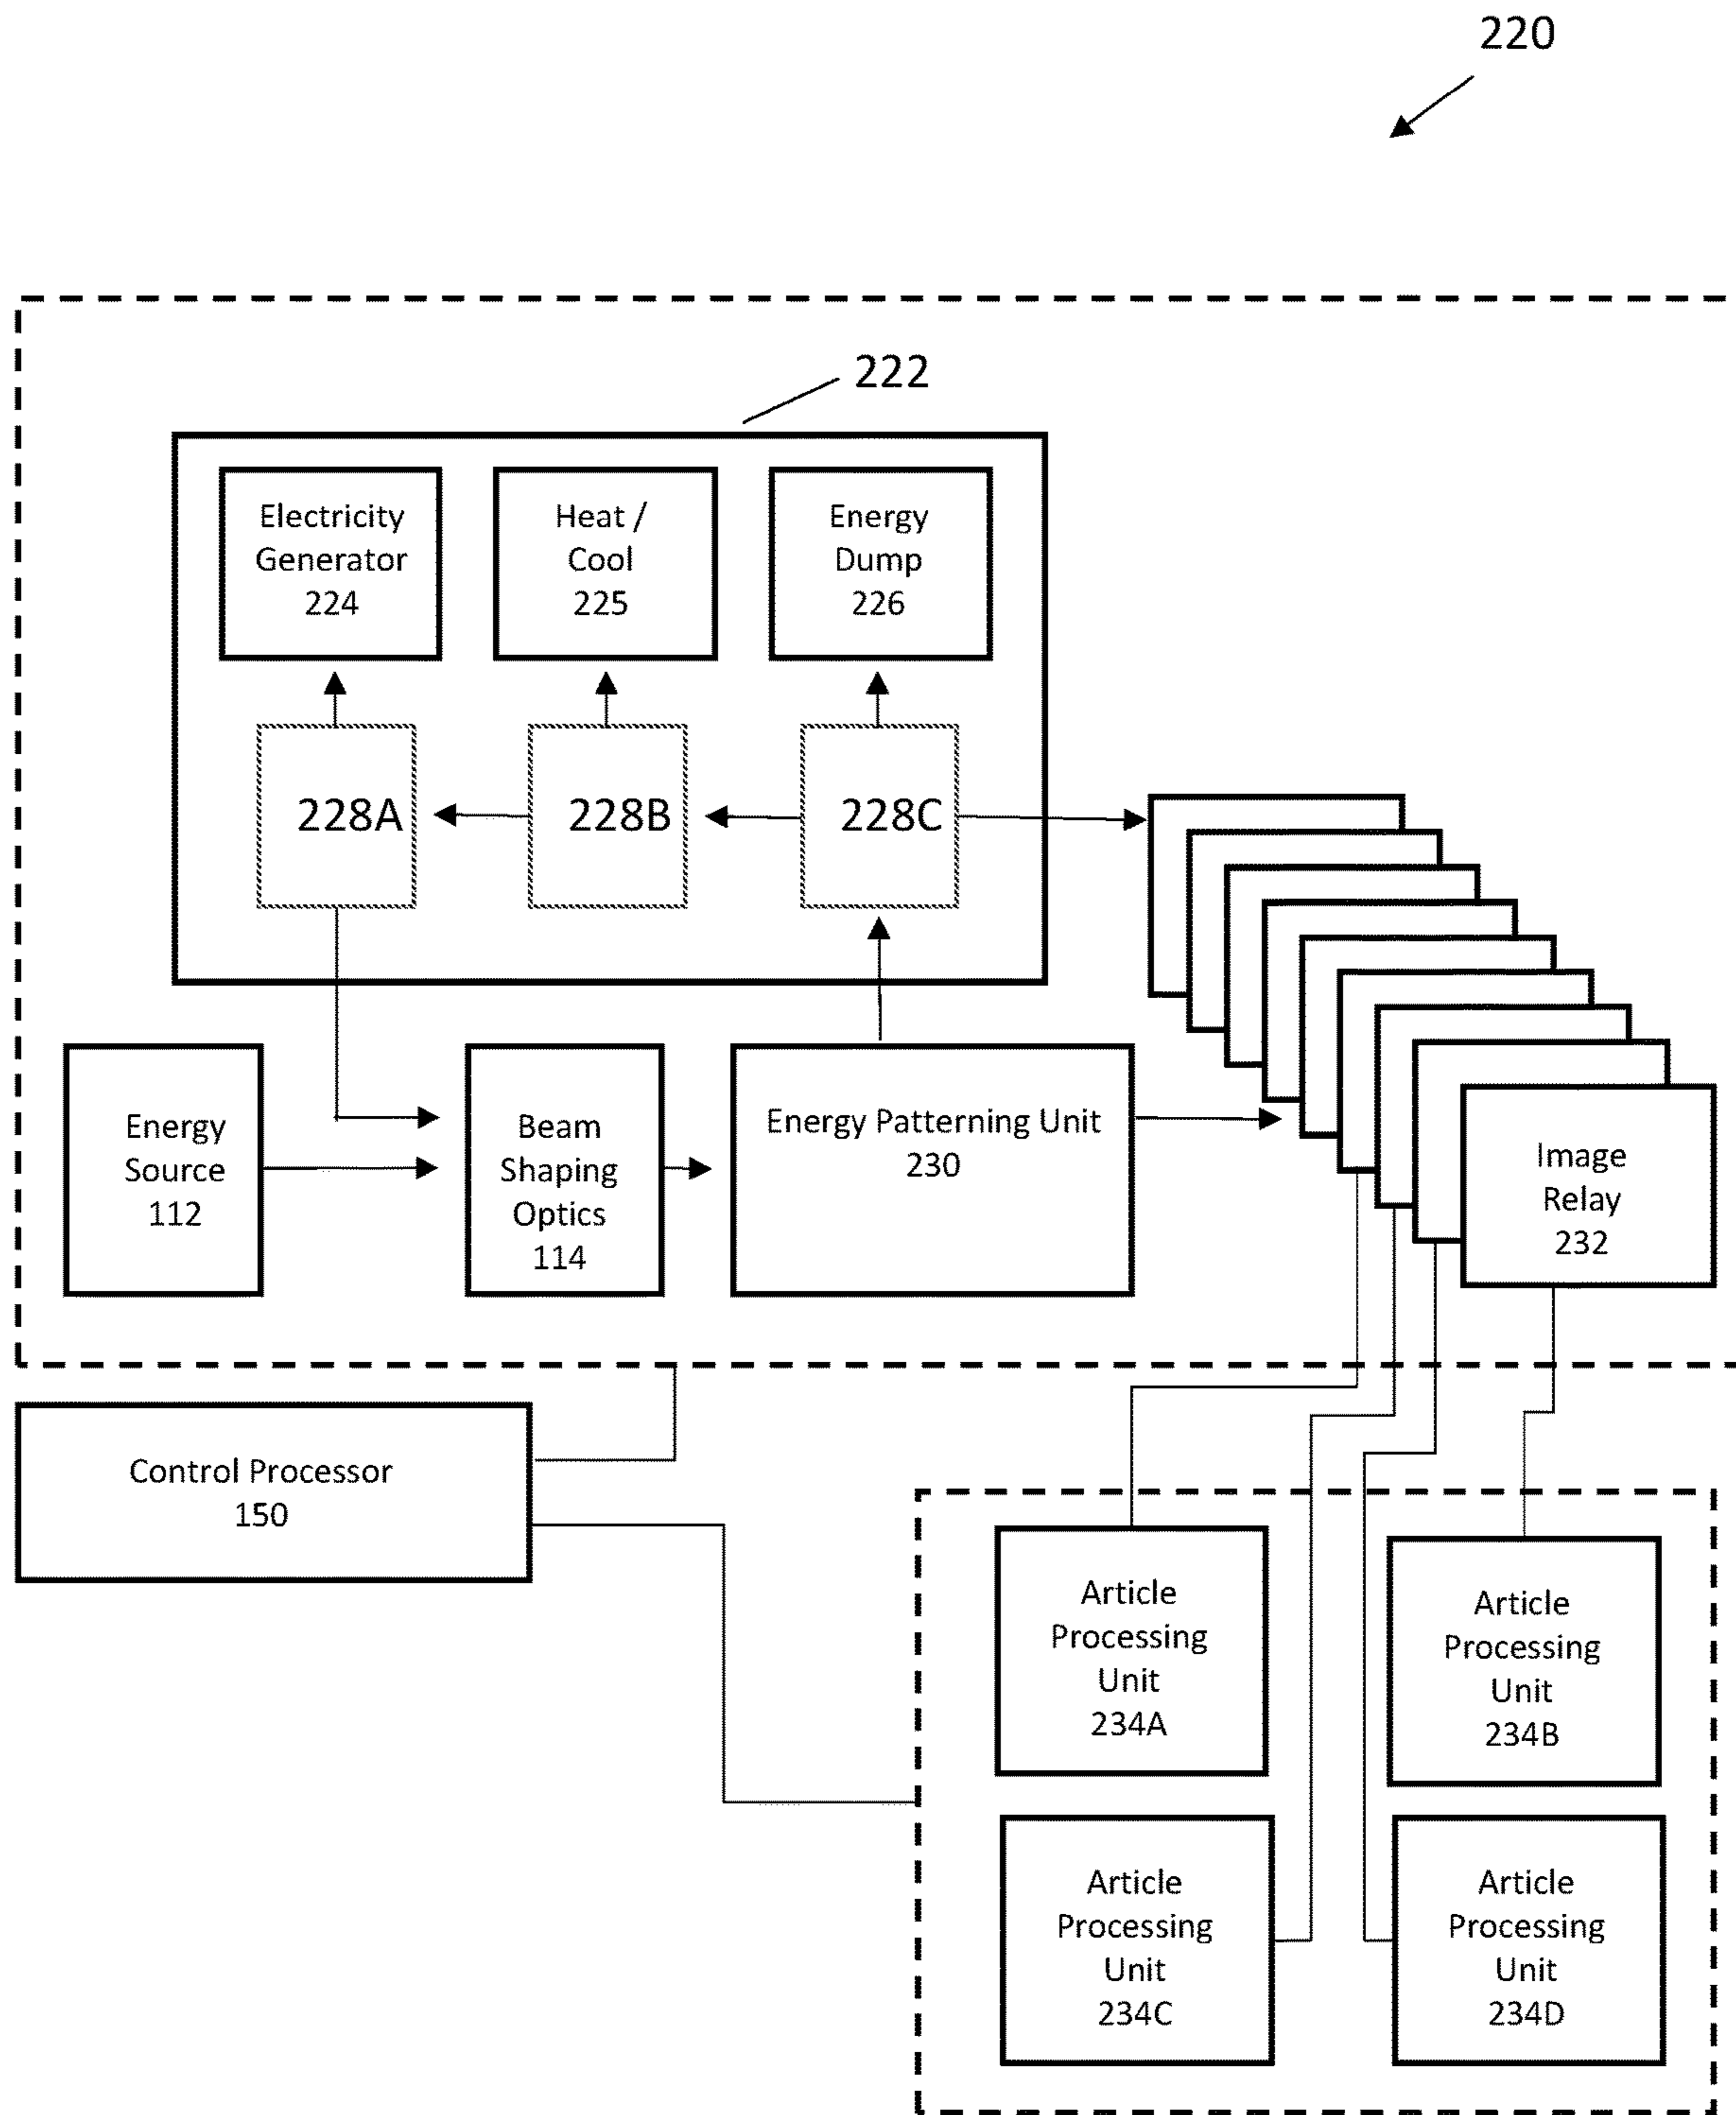 220
222
Electricity
Generator
224
Heat /
Cool
225
Energy
Dump
226
228A
228B
228C
Energy
Source
112
Beam
Shaping
Optics
114
Energy Patterning Unit
230
Image
Relay
232
Control Processor
150
Article
Processing
Unit
234A
Article
Processing
Unit
234B
Article
Processing
Unit
234C
Article
Processing
Unit
234D